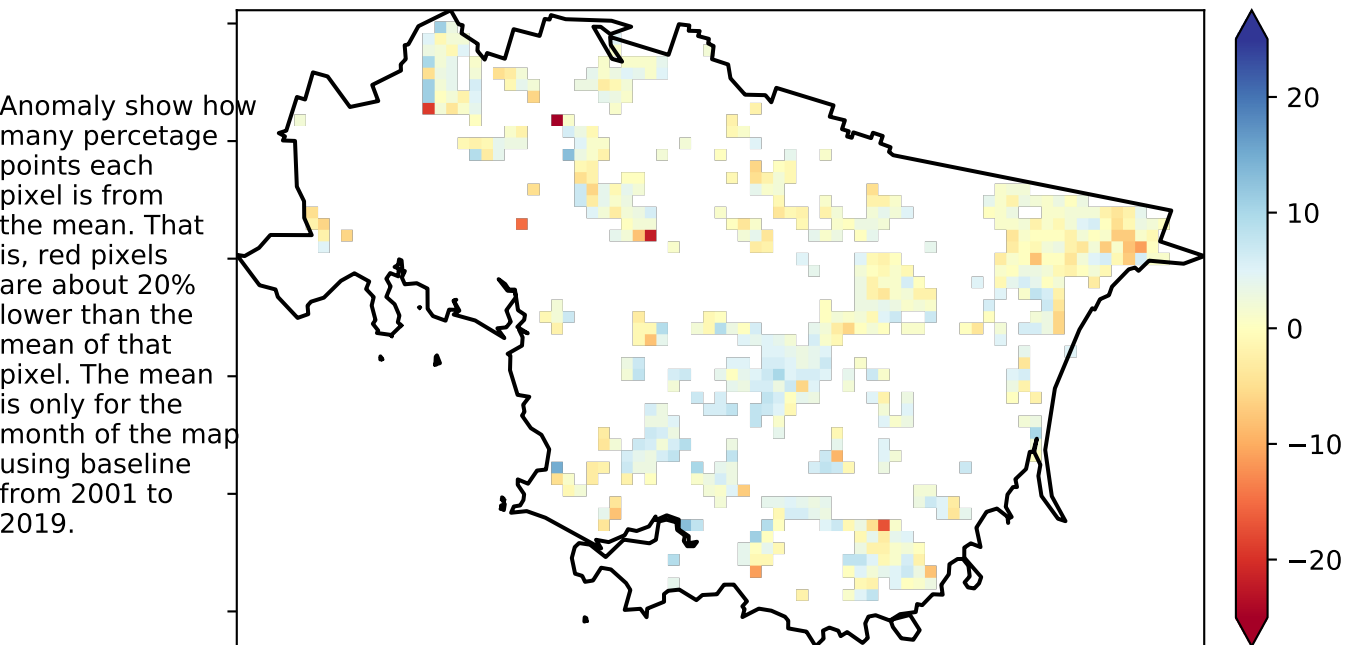 Anomaly show how
many percetage
points each
pixel is from
the mean. That
is, red pixels
are about 20%
lower than the
mean of that
pixel. The mean
is only for the
month of the map
using baseline
from 2001 to
2019.
20
10
0
−10
−20